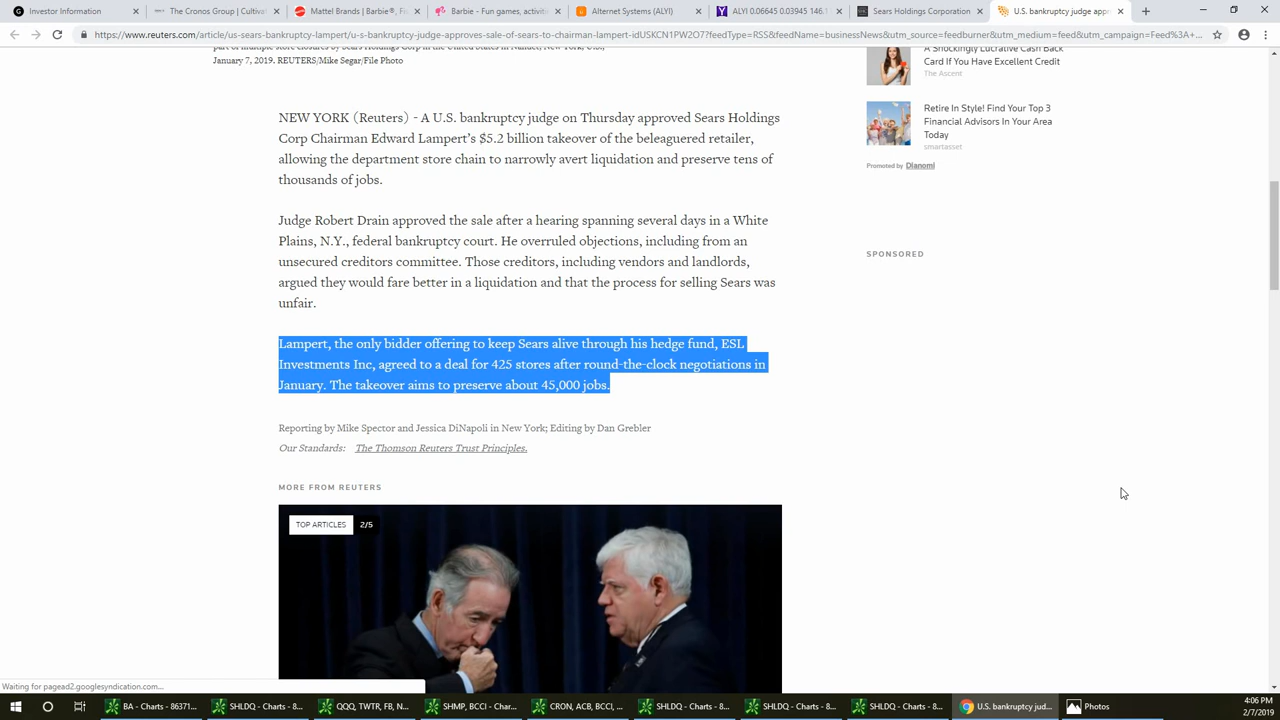 Investor Information
The Cronos Group | Cultivat
Mattel Brands | Barbie®, Fis
Barbie - Fun games, activiti
Alternet Systems (ALYI)
ALYI 0.06645 0.03945 146.1
Sears Holdings Corporation
U.S. bankruptcy judge appr
https://www.reuters.com/article/us-sears-bankruptcy-lampert/u-s-bankruptcy-judge-approves-sale-of-sears-to-chairman-lampert-idUSKCN1PW2O7?feedType=RSS&feedName=businessNews&utm_source=feedburner&utm_medium=feed&utm_campaign=Feed%3A+...
part of multiple store closures by Sears Holdings Corp in the United States in Nanuet, New York, U.S.,
January 7, 2019. REUTERS/Mike Segar/File Photo
NEW YORK (Reuters) - A U.S. bankruptcy judge on Thursday approved Sears Holdings
Corp Chairman Edward Lampert’s $5.2 billion takeover of the beleaguered retailer,
allowing the department store chain to narrowly avert liquidation and preserve tens of
thousands of jobs.
Judge Robert Drain approved the sale after a hearing spanning several days in a White
Plains, N.Y., federal bankruptcy court. He overruled objections, including from an
unsecured creditors committee. Those creditors, including vendors and landlords,
argued they would fare better in a liquidation and that the process for selling Sears was
unfair.
Lampert, the only bidder offering to keep Sears alive through his hedge fund, ESL
Investments Inc, agreed to a deal for 425 stores after round-the-clock negotiations in
January. The takeover aims to preserve about 45,000 jobs.
Reporting by Mike Spector and Jessica DiNapoli in New York; Editing by Dan Grebler
Our Standards: The Thomson Reuters Trust Principles.
MORE FROM REUTERS
TOP ARTICLES 2/5
A Shockingly Lucrative Cash Back
Card If You Have Excellent Credit
The Ascent
Retire In Style! Find Your Top 3
Financial Advisors In Your Area
Today
smartasset
Promoted by Dianomi
SPONSORED
Waiting for pagead2.googlesyndication.com...
BA - Charts - 86371...
SHLDQ - Charts - 8...
QQQ, TWTR, FB, N...
SHMP, BCCI - Char...
CRON, ACB, BCCI, ...
SHLDQ - Charts - 8...
SHLDQ - Charts - 8...
SHLDQ - Charts - 8...
U.S. bankruptcy jud...
Photos
4:06 PM
2/7/2019